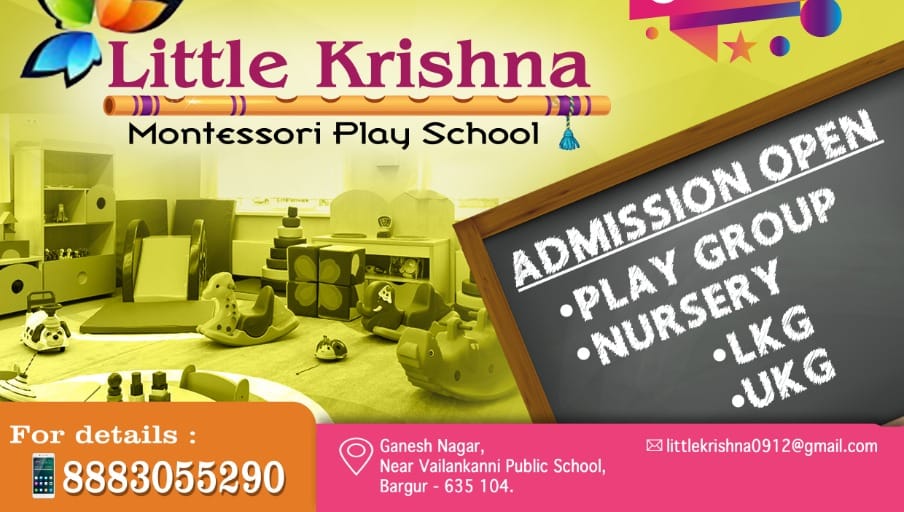 Little Krishna
Montessori Play School
ADMISSION OPEN
•PLAY GROUP
•NURSERY
•LKG
•UKG
For details :
8883055290
Ganesh Nagar,
Near Vailankanni Public School,
Bargur - 635 104.
littlekrishna0912@gmail.com